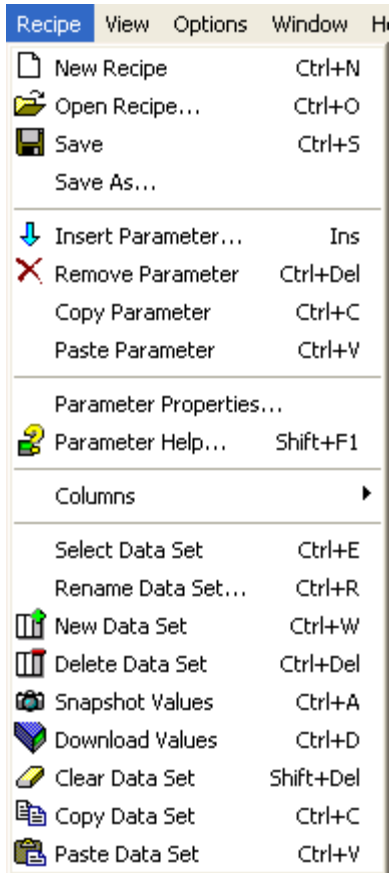 Recipe View Options Window H
New Recipe Ctrl+N
Open Recipe... Ctrl+O
Save Ctrl+S
Save As...
Insert Parameter... Ins
Remove Parameter Ctrl+Del
Copy Parameter Ctrl+C
Paste Parameter Ctrl+V
Parameter Properties...
Parameter Help... Shift+F1
Columns
Select Data Set Ctrl+E
Rename Data Set... Ctrl+R
New Data Set Ctrl+W
Delete Data Set Ctrl+Del
Snapshot Values Ctrl+A
Download Values Ctrl+D
Clear Data Set Shift+Del
Copy Data Set Ctrl+C
Paste Data Set Ctrl+V